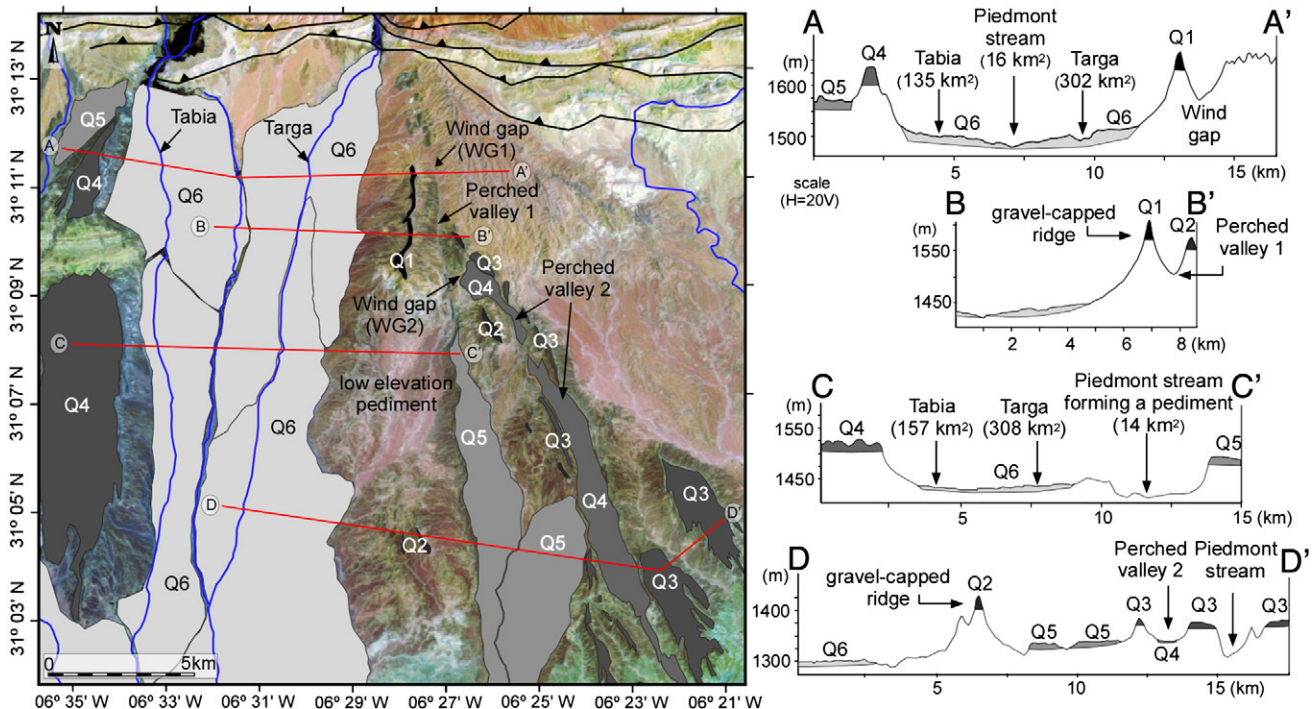 N
31° 13' N
31° 11' N
31° 09' N
31° 07' N
31° 05' N
31° 03' N
Q5
Q4
A
Tabia
Targa
Q6
Q6
Wind gap
(WG1)
A'
Perched
valley 1
B
B'
Q1
Q3
Q4
Wind gap
(WG2)
Perched
valley 2
Q2
Q3
C
C'
low elevation
pediment
Q4
Q6
Q5
Q3
Q4
Q3
D
D'
Q2
Q5
Q3
Q6
0
5km
06° 35' W
06° 33' W
06° 31' W
06° 29' W
06° 27' W
06° 25' W
06° 23' W
06° 21' W
A
A'
(m)
1600
1500
Q5
Q4
Tabia
(135 km²)
Piedmont
stream
(16 km²)
Targa
(302 km²)
Q1
Q6
Q6
Wind
gap
5
10
15
(km)
scale
(H=20V)
B
B'
(m)
1550
1450
gravel-capped
ridge
Q1
Q2
Perched
valley 1
2
4
6
8 (km)
C
C'
(m)
1550
1450
Q4
Tabia
(157 km²)
Targa
(308 km²)
Piedmont stream
forming a pediment
(14 km²)
Q5
Q6
5
10
15
(km)
D
D'
(m)
1400
1300
gravel-capped
ridge
Q2
Perched
valley 2
Piedmont
stream
Q6
Q5
Q5
Q3
Q4
Q3
Q3
5
10
15
(km)